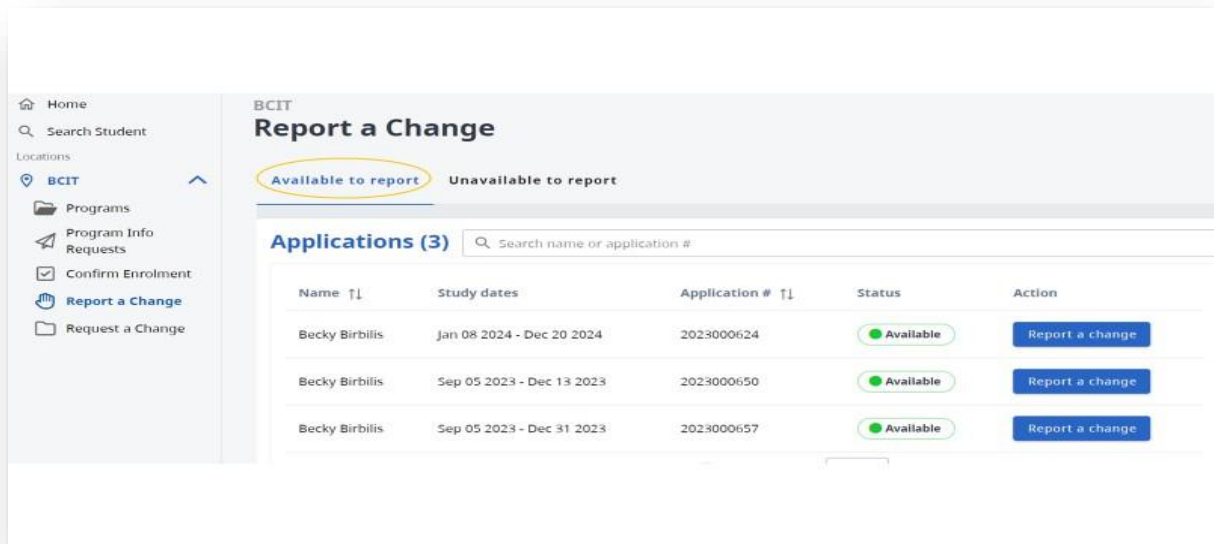 Home
Search Student
Locations
BCIT
Programs
Program Info
Requests
Confirm Enrolment
Report a Change
Request a Change
BCIT
Report a Change
Available to report Unavailable to report
Applications (3) Search name or application #
Name Study dates Application # Status Action
Becky Birbilis Jan 08 2024 - Dec 20 2024 2023000624 Available Report a change
Becky Birbilis Sep 05 2023 - Dec 13 2023 2023000650 Available Report a change
Becky Birbilis Sep 05 2023 - Dec 31 2023 2023000657 Available Report a change